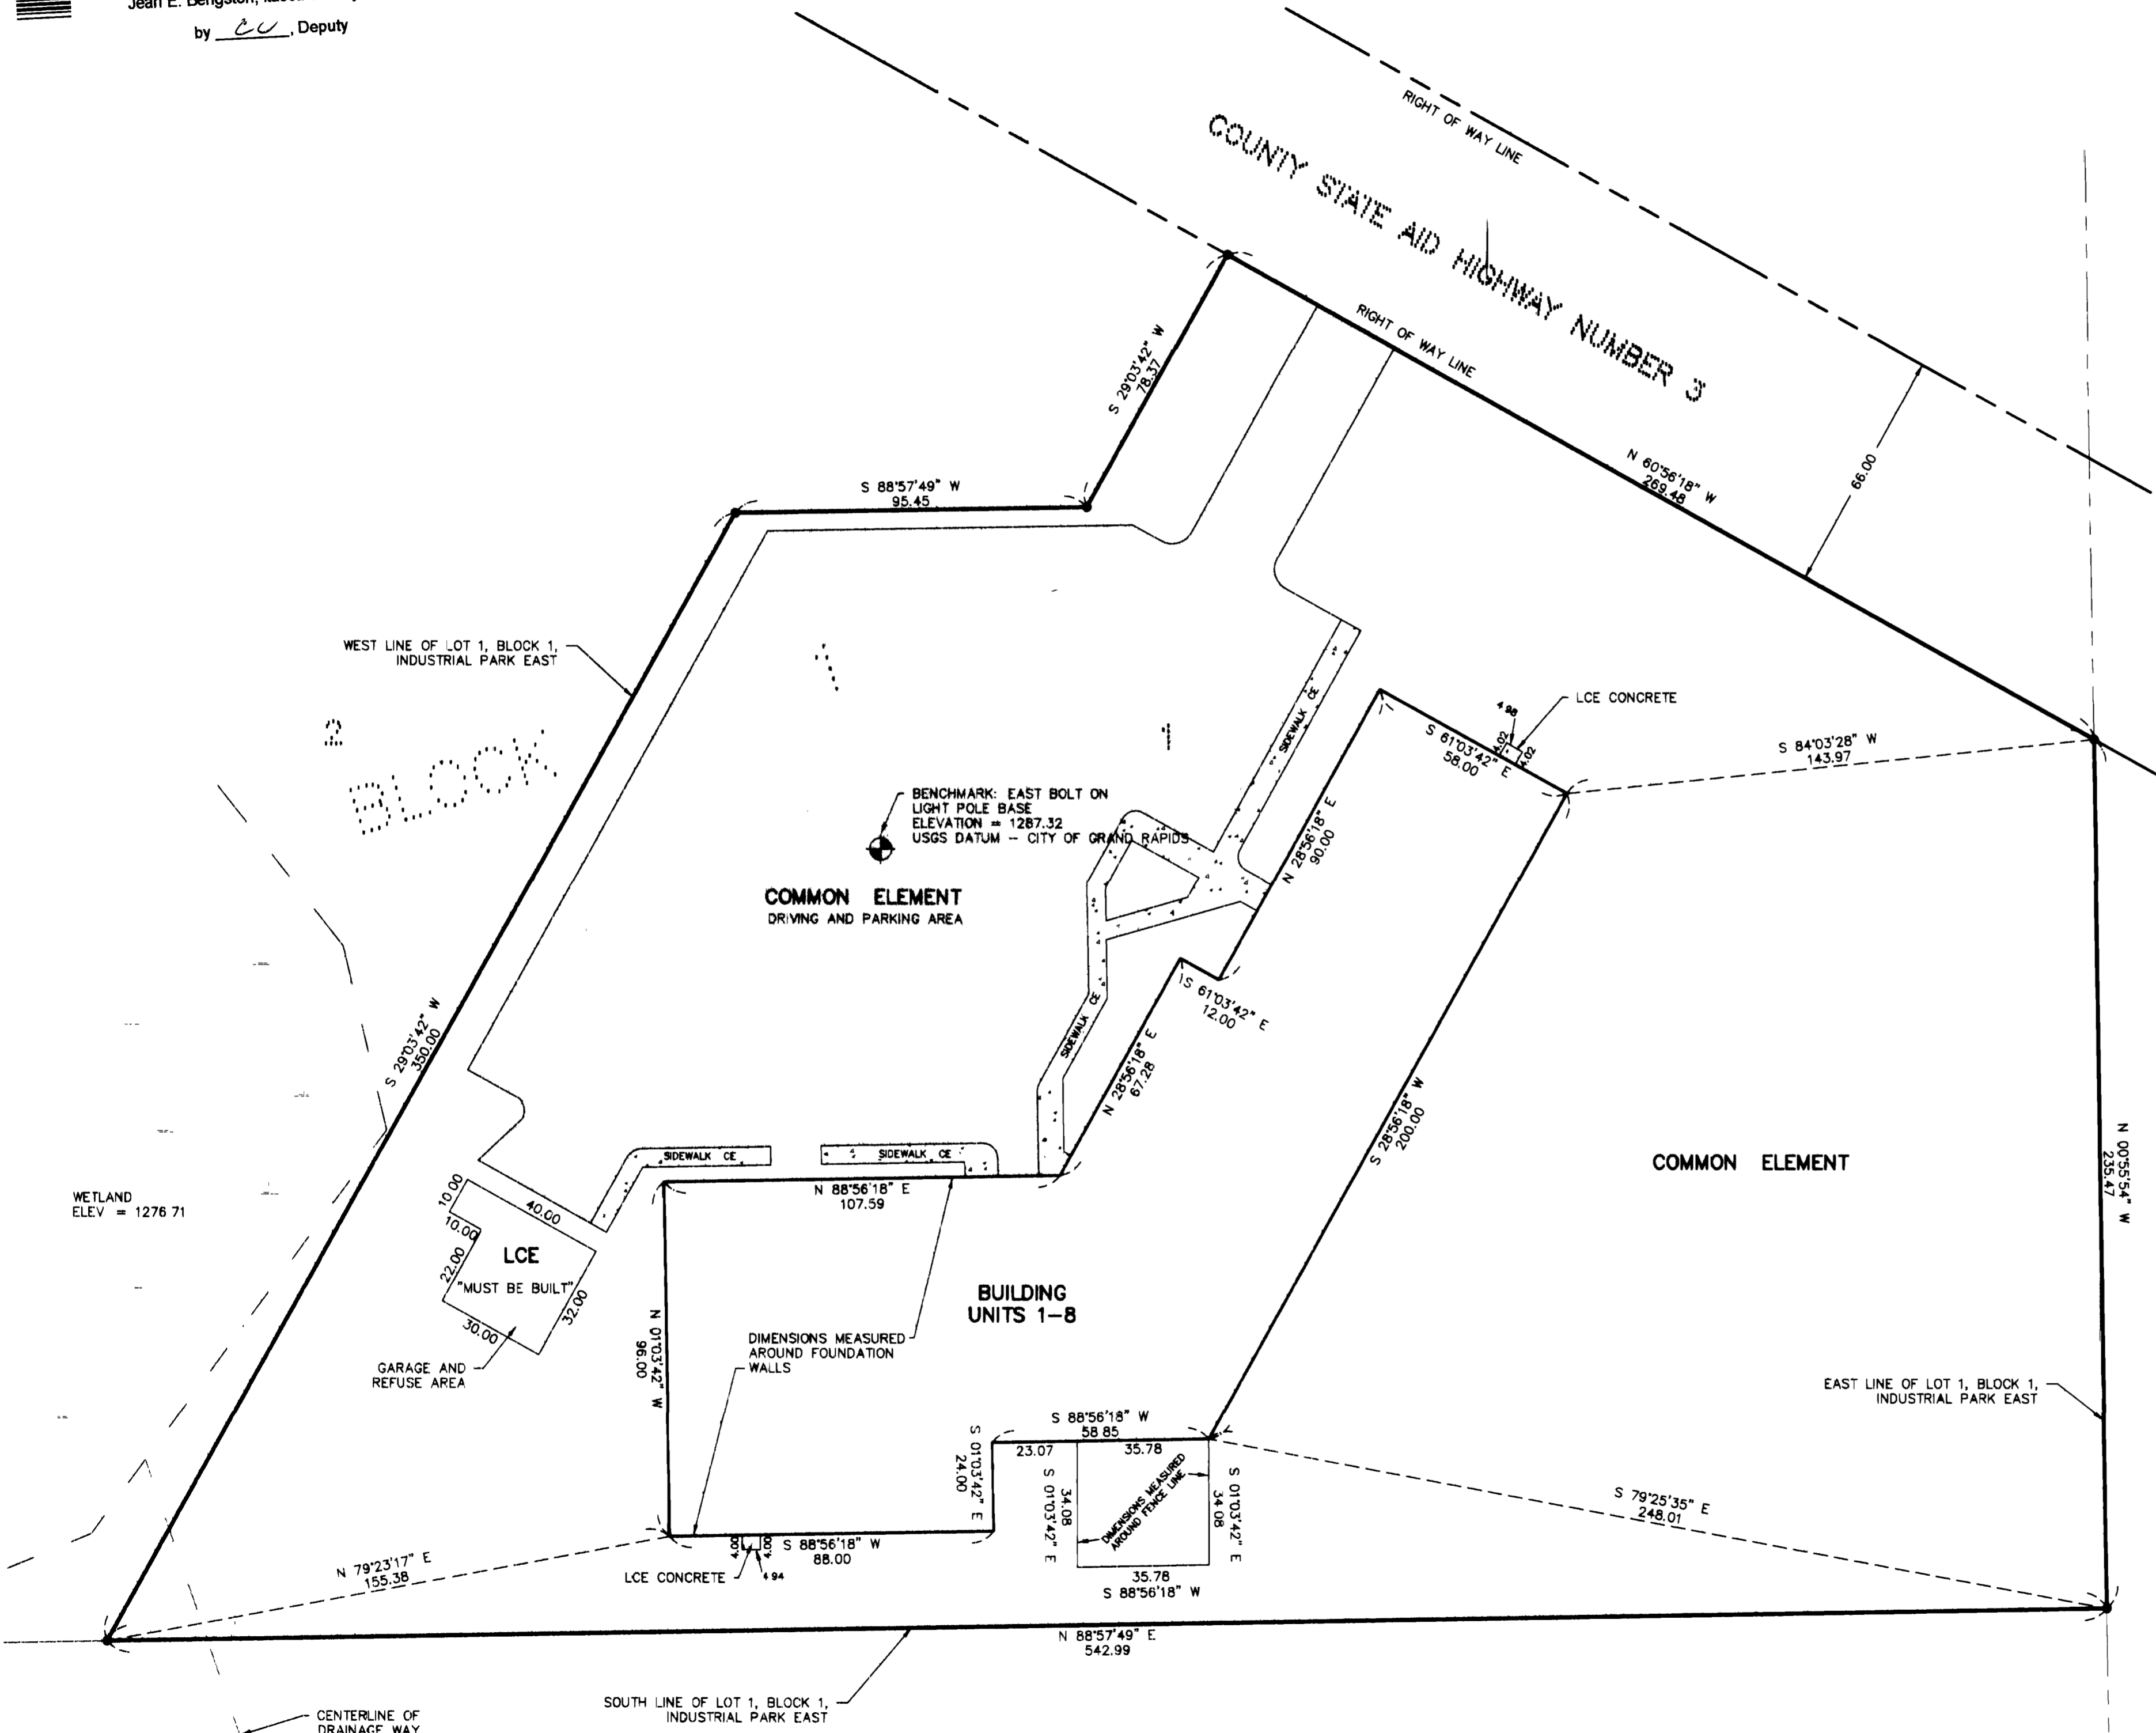 by CU, Deputy
RIGHT OF WAY LINE
COUNTY STATE AID HIGHWAY NUMBER 3
RIGHT OF WAY LINE
66.00
N 60°56'18" W
269.48
S 29°03'42" W
78.37
S 88°57'49" W
95.45
WEST LINE OF LOT 1, BLOCK 1,
INDUSTRIAL PARK EAST
2
BLOCK
1
1
SIDEWALK CE
4.98
LCE CONCRETE
4.02
4.02
S 61°03'42" E
58.00
S 84°03'28" W
143.97
BENCHMARK: EAST BOLT ON
LIGHT POLE BASE
ELEVATION = 1287.32
USGS DATUM -- CITY OF GRAND RAPIDS
N 28°56'18" E
90.00
COMMON ELEMENT
DRIVING AND PARKING AREA
S 61°03'42" E
12.00
SIDEWALK CE
N 28°56'18" E
67.28
S 29°03'42" W
350.00
S 28°56'18" W
200.00
COMMON ELEMENT
N 00°55'54" W
235.47
SIDEWALK CE
SIDEWALK CE
WETLAND
ELEV = 1276 71
N 88°56'18" E
107.59
10 00
40.00
10.00
LCE
22.00
"MUST BE BUILT"
32.00
30.00
GARAGE AND
REFUSE AREA
BUILDING
UNITS 1-8
N 01°03'42" W
96.00
DIMENSIONS MEASURED
AROUND FOUNDATION
WALLS
EAST LINE OF LOT 1, BLOCK 1,
INDUSTRIAL PARK EAST
S 88°56'18" W
58 85
23.07
35.78
S 01°03'42" E
24.00
S 01°03'42" E
34.08
DIMENSIONS MEASURED
AROUND FENCE LINE
S 01°03'42" E
34 08
S 79°25'35" E
248.01
4.00
4.00
S 88°56'18" W
88.00
LCE CONCRETE
4 94
35.78
S 88°56'18" W
N 79°23'17" E
155.38
N 88°57'49" E
542.99
SOUTH LINE OF LOT 1, BLOCK 1,
INDUSTRIAL PARK EAST
CENTERLINE OF
DRAINAGE WAY